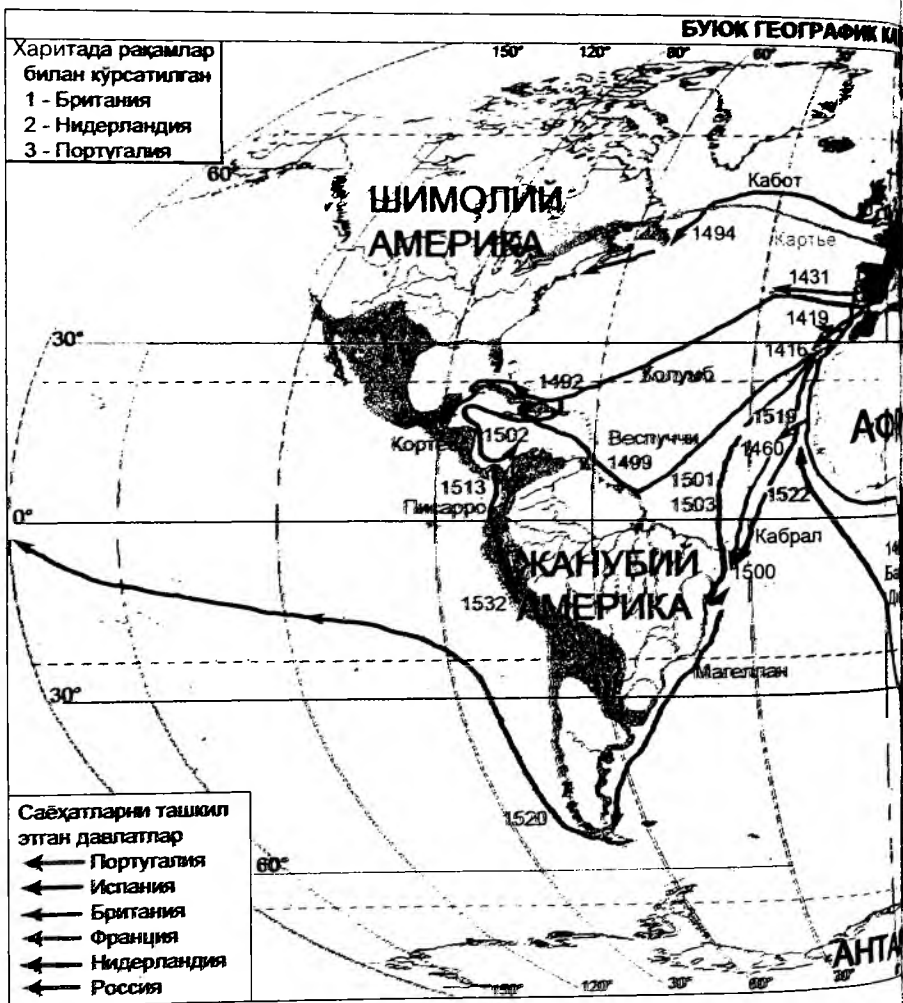 БУЮК ГЕОГРАФИК
Харитада рақамлар
билан кўрсатилган
1 - Британия
2 - Нидерландия
3 - Португалия
150° 120° 80° 60° 20°
60°
ШИМОЛИЙ
АМЕРИКА
Кабот
1494
Картье
1431
1419
1416
30°
1492
Колумб
1519
Кортес
1502
Веспуччи
1460
1499
1501
1513
1522
Писарро
1503
0°
Кабрал
ЖАНУБИЙ
АМЕРИКА
1500
1532
Магеллан
30°
1520
Саёҳатларни ташкил
этган давлатлар
Португалия
Испания
Британия
Франция
Нидерландия
Россия
60°
150° 120° 30° 60° 20°